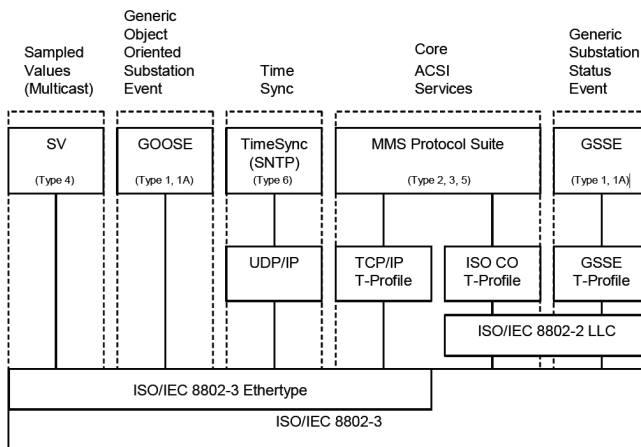 Sampled
Values
(Multicast)
Generic
Object
Oriented
Substation
Event
Time
Sync
Core
ACSI
Services
Generic
Substation
Status
Event
SV
(Type 4)
GOOSE
(Type 1, 1A)
TimeSync
(SNTP)
(Type 6)
MMS Protocol Suite
(Type 2, 3, 5)
GSSE
(Type 1, 1A)
UDP/IP
TCP/IP
T-Profile
ISO CO
T-Profile
GSSE
T-Profile
ISO/IEC 8802-2 LLC
ISO/IEC 8802-3 Ethertype
ISO/IEC 8802-3